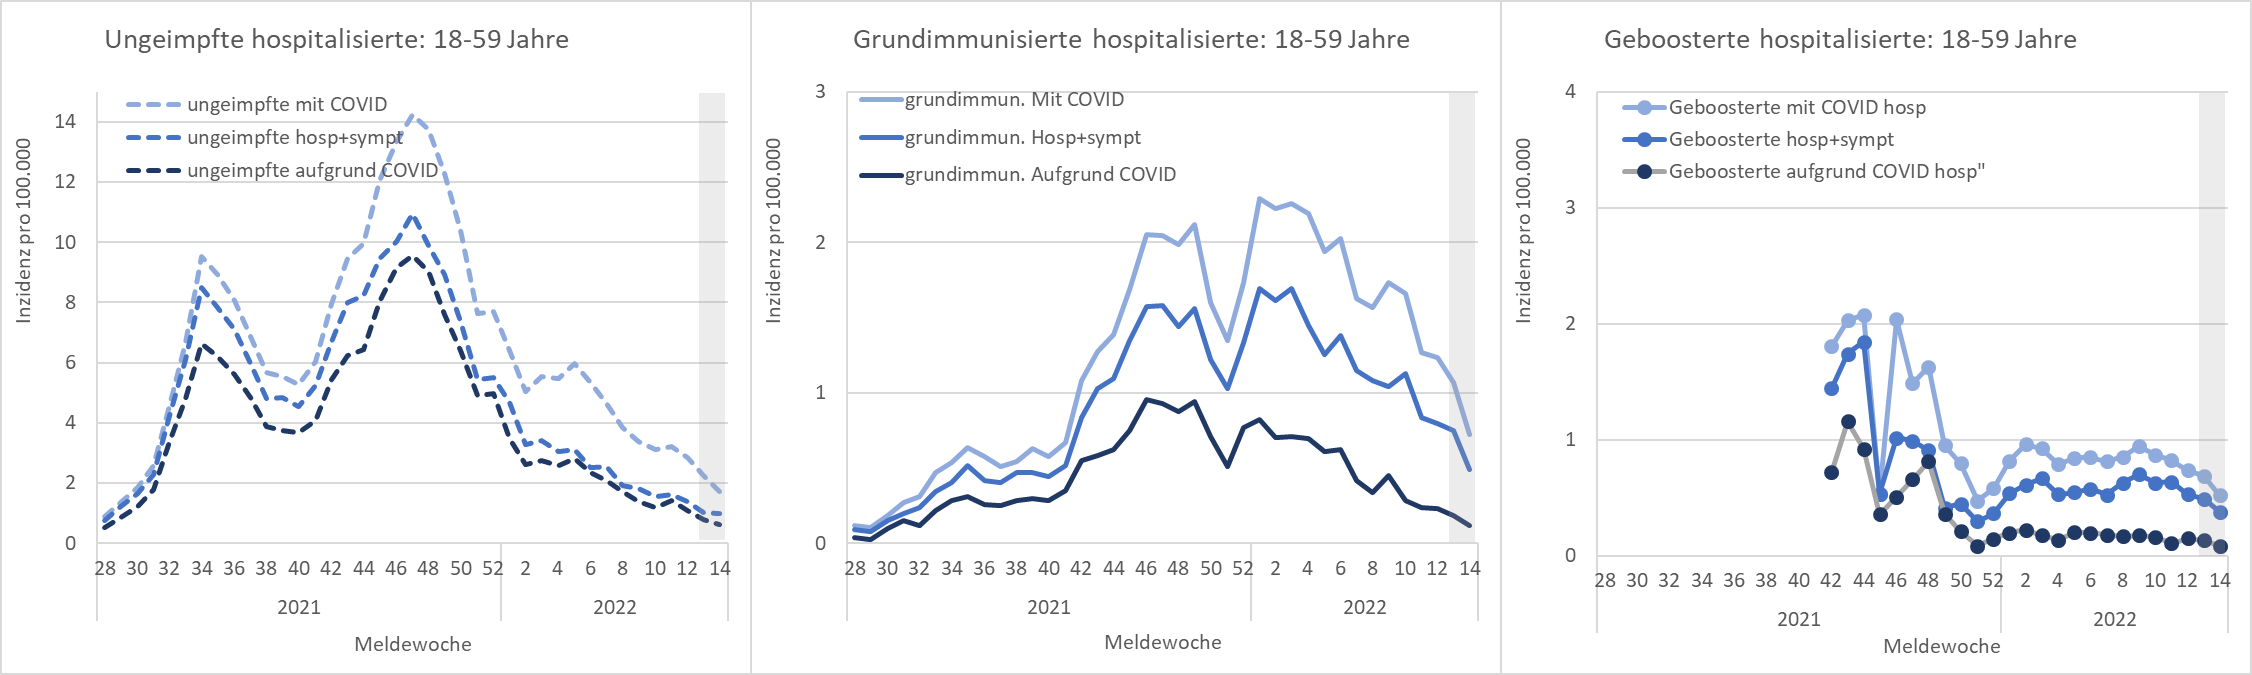 Ungeimpfte hospitalisierte: 18-59 Jahre
ungeimpfte mit COVID
ungeimpfte hosp+sympt
ungeimpfte aufgrund COVID
Inzidenz pro 100.000
14
12
10
8
6
4
2
0
28 30 32 34 36 38 40 42 44 46 48 50 52 2 4 6 8 10 12 14
2021 2022
Meldewoche
Grundimmunisierte hospitalisierte: 18-59 Jahre
grundimmun. Mit COVID
grundimmun. Hosp+sympt
grundimmun. Aufgrund COVID
Inzidenz pro 100.000
3
2
1
0
28 30 32 34 36 38 40 42 44 46 48 50 52 2 4 6 8 10 12 14
2021 2022
Meldewoche
Geboosterte hospitalisierte: 18-59 Jahre
Geboosterte mit COVID hosp
Geboosterte hosp+sympt
Geboosterte aufgrund COVID hosp"
Inzidenz pro 100.000
4
3
2
1
0
28 30 32 34 36 38 40 42 44 46 48 50 52 2 4 6 8 10 12 14
2021 2022
Meldewoche